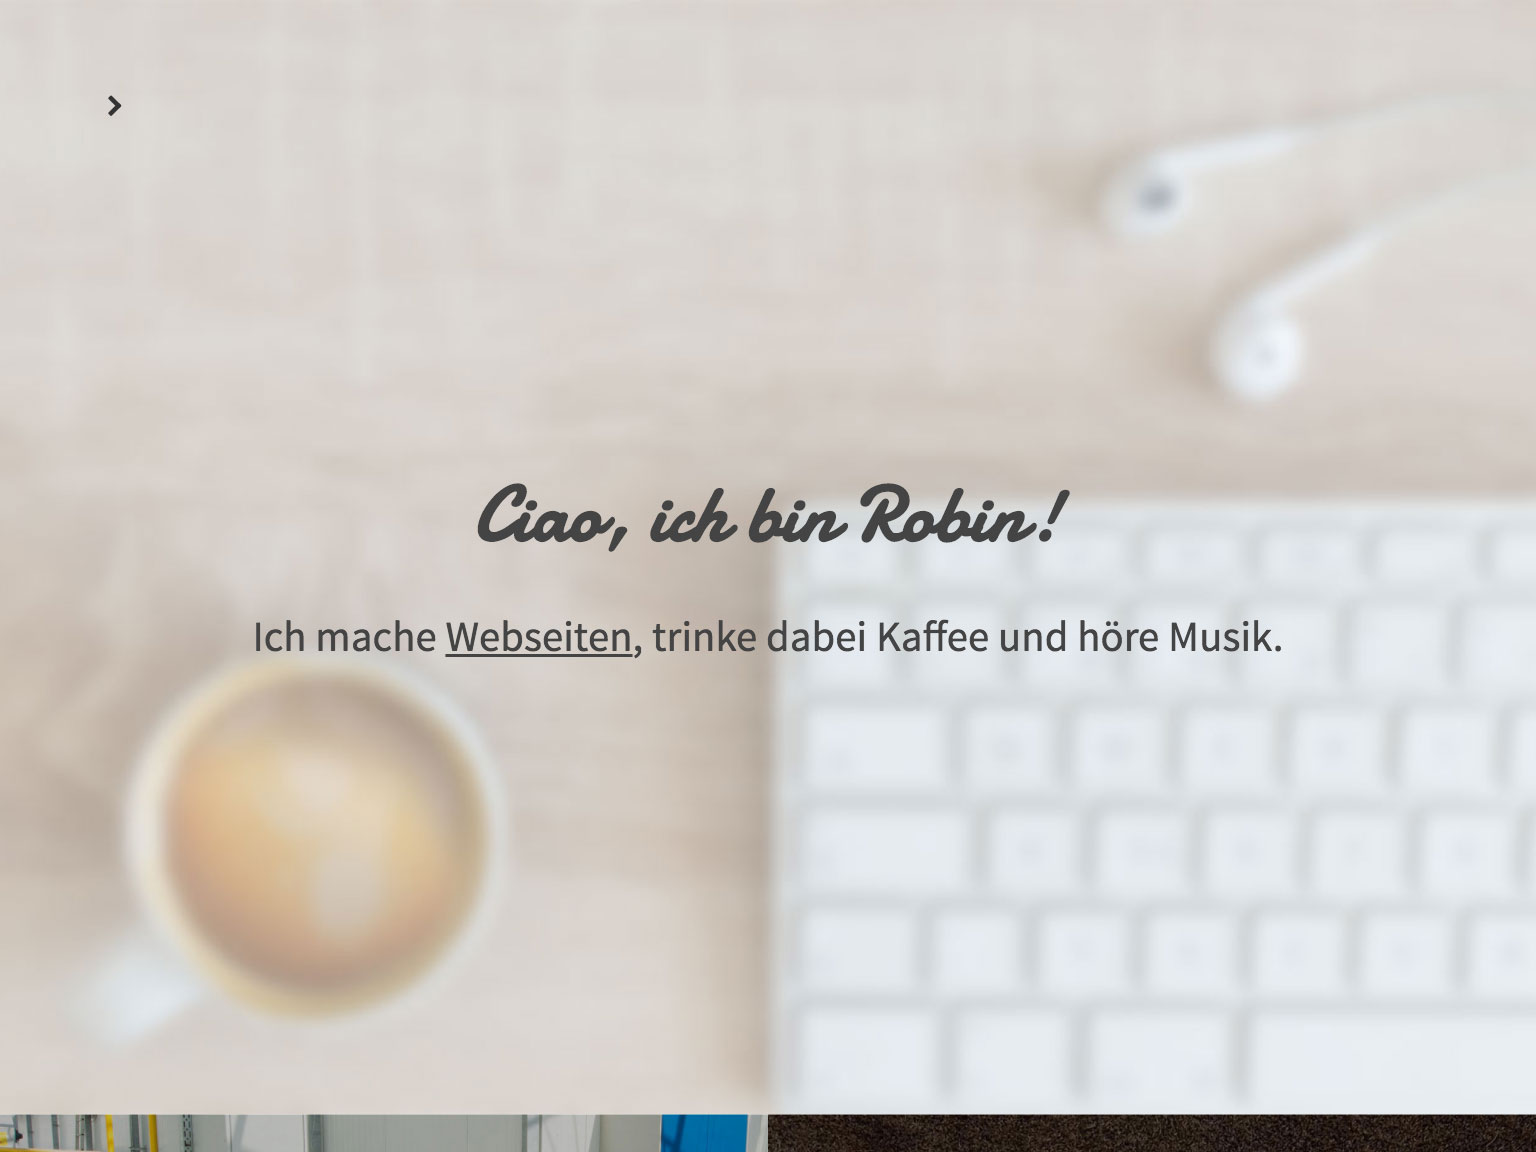 Ciao, ich bin Robin!
Ich mache Webseiten, trinke dabei Kaffee und höre Musik.